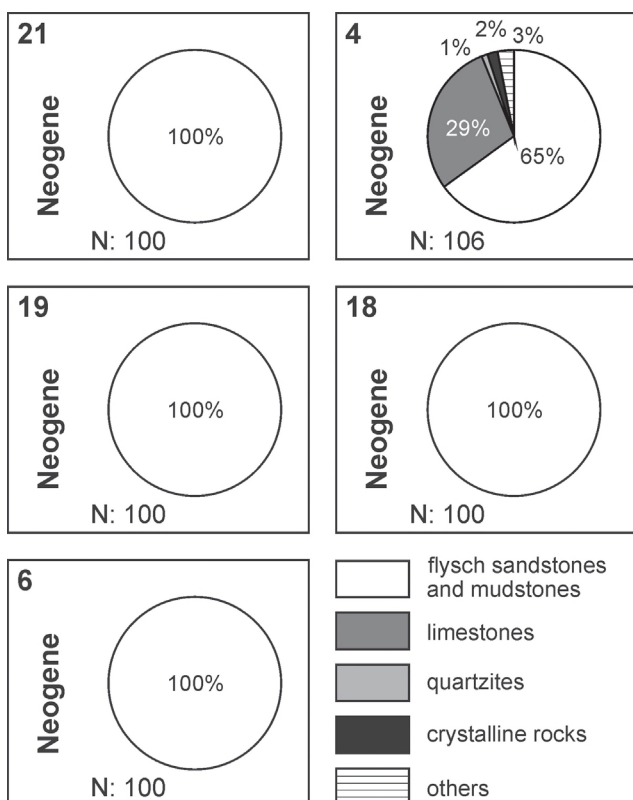 21
Neogene
100%
N: 100
4
Neogene
1%
2%
3%
29%
65%
N: 106
19
Neogene
100%
N: 100
18
Neogene
100%
N: 100
6
Neogene
100%
N: 100
flysch sandstones
and mudstones
limestones
quartzites
crystalline rocks
others